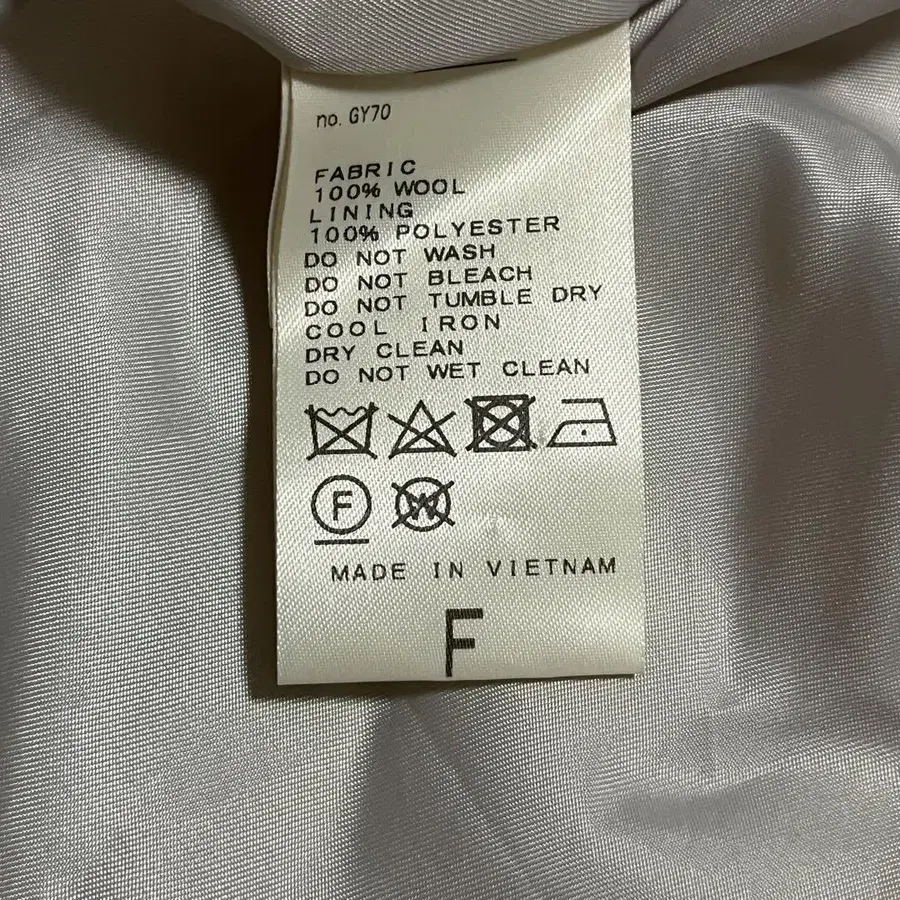 no. GY70
FABRIC
100% WOOL
LINING
100% POLYESTER
DO NOT WASH
DO NOT BLEACH
DO NOT TUMBLE DRY
COOL IRON
DRY CLEAN
DO NOT WET CLEAN
F W
MADE IN VIETNAM
F